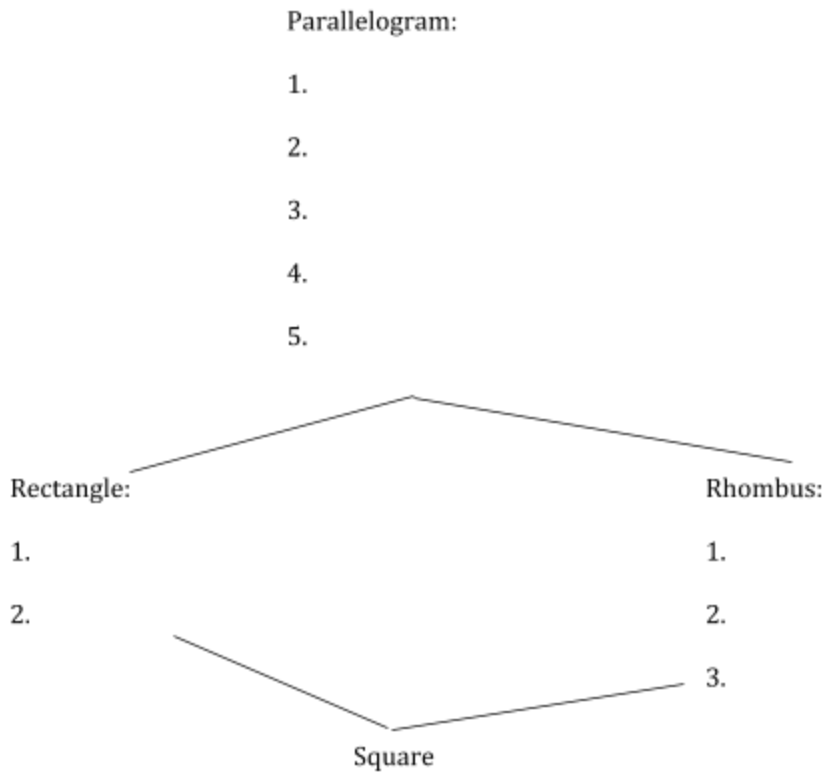 Parallelogram:
1.
2.
3.
4.
5.
Rectangle:
1.
2.
Rhombus:
1.
2.
3.
Square